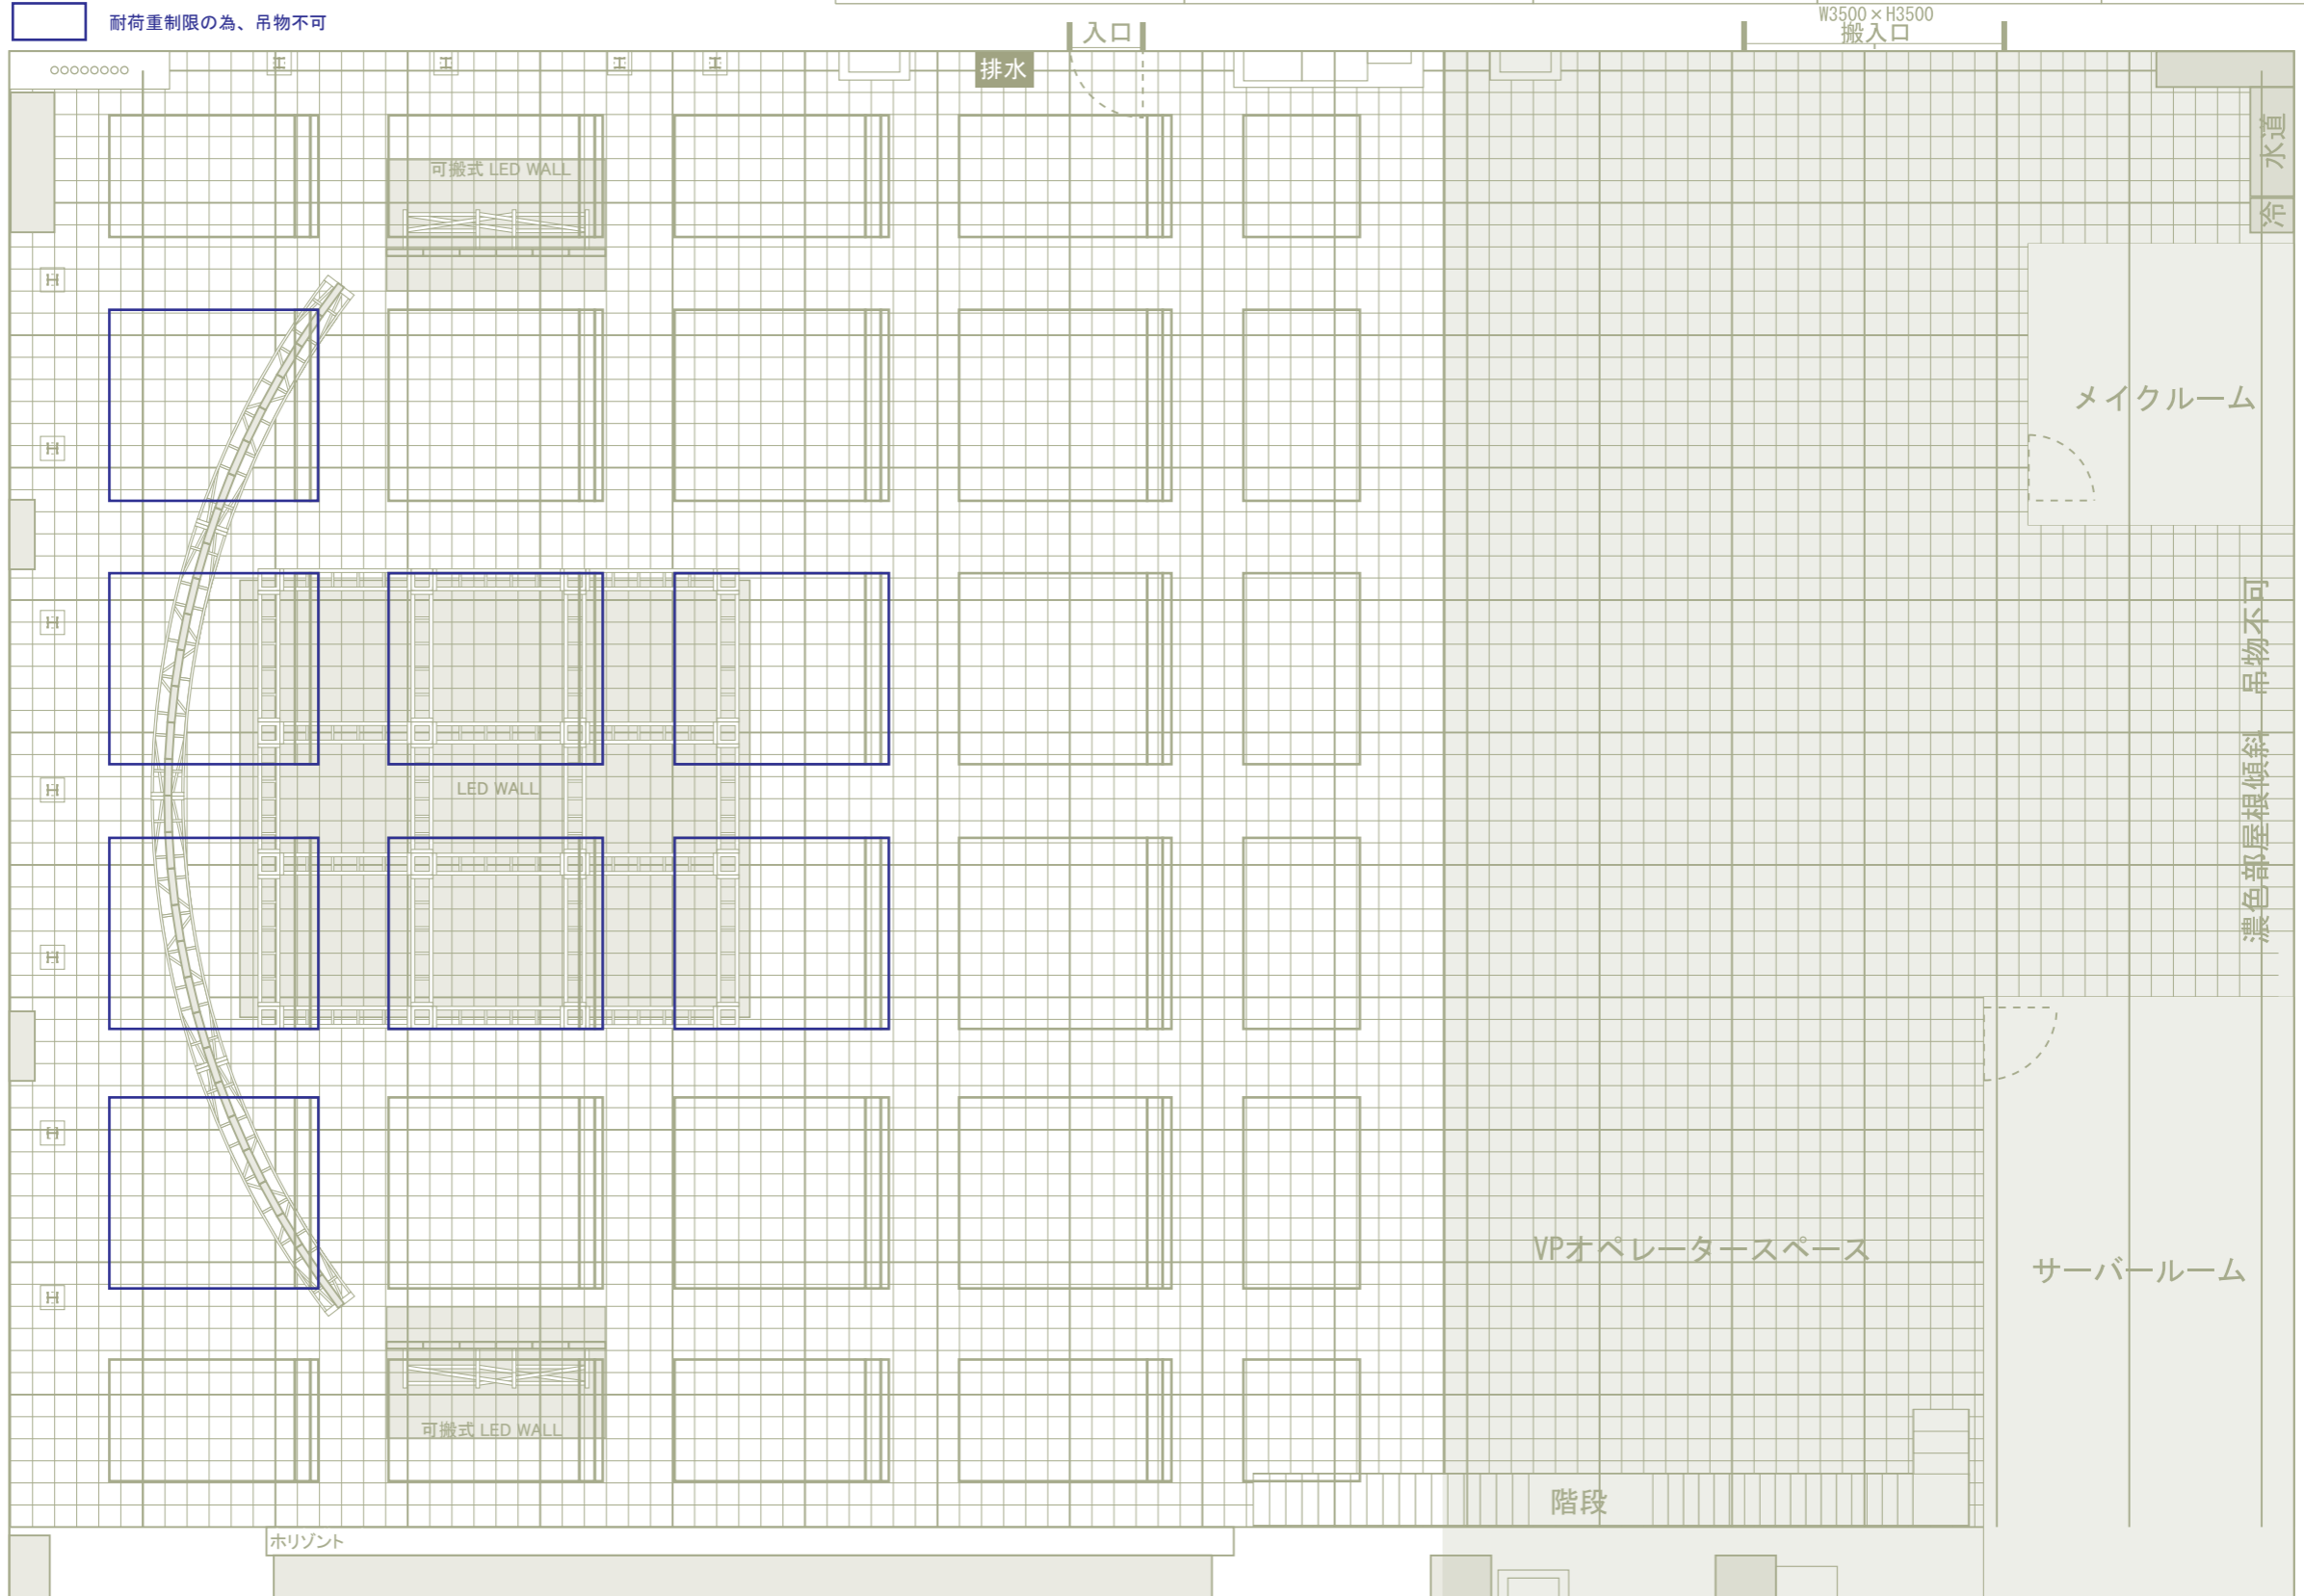 耐荷重制限の為、吊物不可
W3500×H3500
搬入口
入口
排水
水道
冷
可搬式 LED WALL
メイクルーム
H
H
H
H
H
H
H
H
H
H
H
LED WALL
濃色部屋根傾斜 吊物不可
VPオペレータースペース
サーバールーム
可搬式 LED WALL
階段
ホリゾント